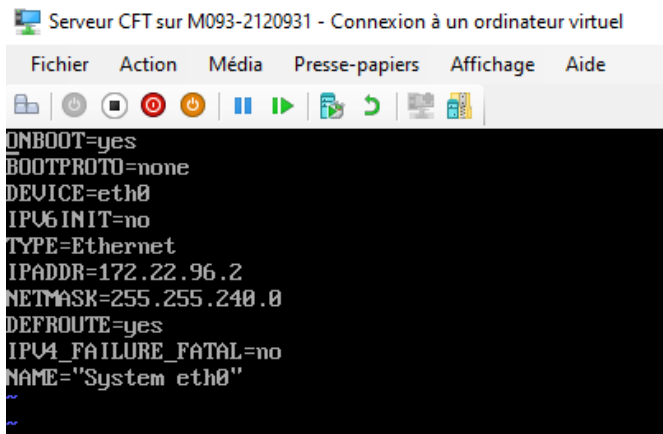 Serveur CFT sur M093-2120931 - Connexion à un ordinateur virtuel
Fichier Action Média Presse-papiers Affichage Aide
ONBOOT=yes
BOOTPROTO=none
DEVICE=eth0
IPV6INIT=no
TYPE=Ethernet
IPADDR=172.22.96.2
NETMASK=255.255.240.0
DEFROUTE=yes
IPV4_FAILURE_FATAL=no
NAME="System eth0"
~
~